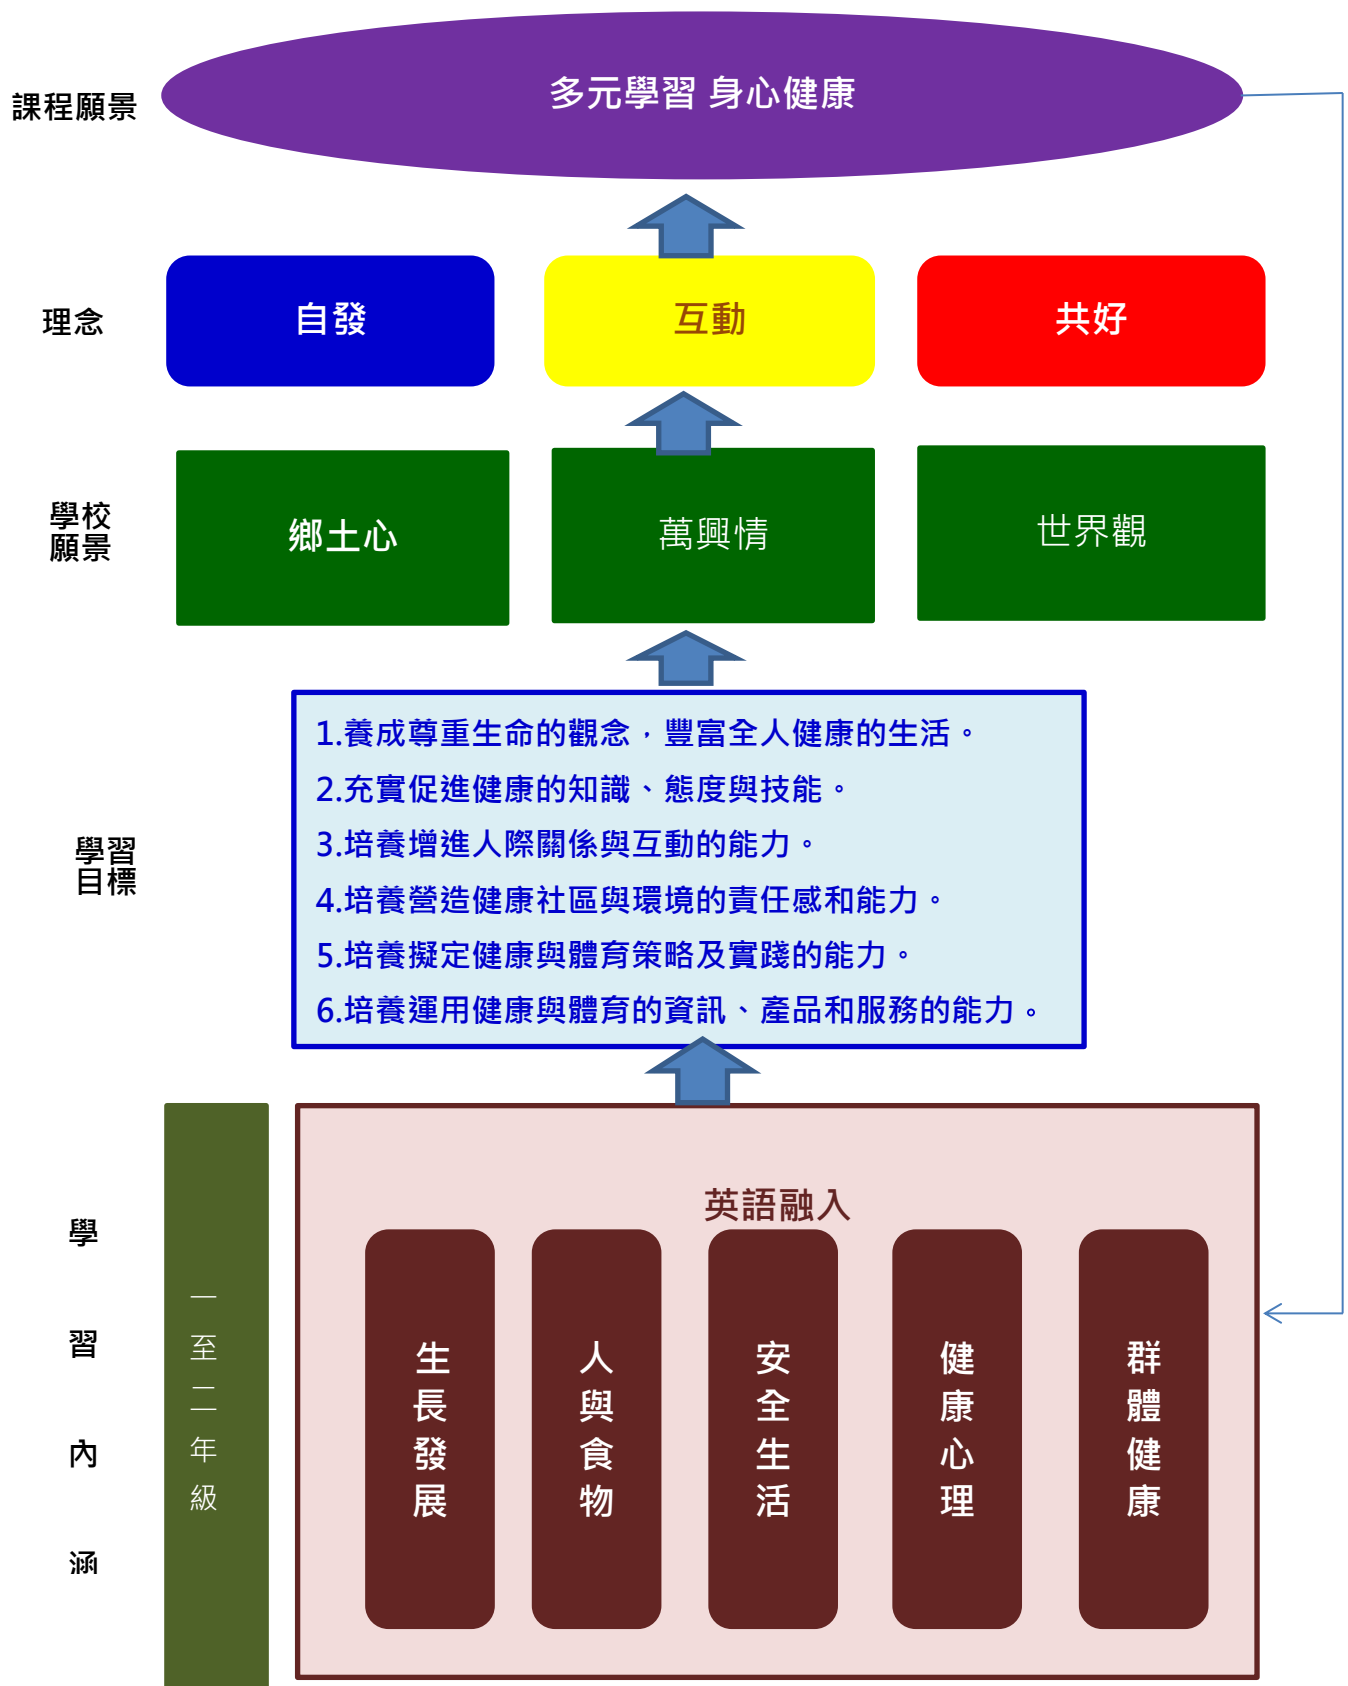 多元學習 身心健康
課程願景
自發
互動
共好
理念
鄉土心
萬興情
世界觀
學校
願景
1.養成尊重生命的觀念，豐富全人健康的生活。
2.充實促進健康的知識、態度與技能。
3.培養增進人際關係與互動的能力。
4.培養營造健康社區與環境的責任感和能力。
5.培養擬定健康與體育策略及實踐的能力。
6.培養運用健康與體育的資訊、產品和服務的能力。
學習
目標
英語融入
學習內涵
一至二年級
生長發展
人與食物
安全生活
健康心理
群體健康